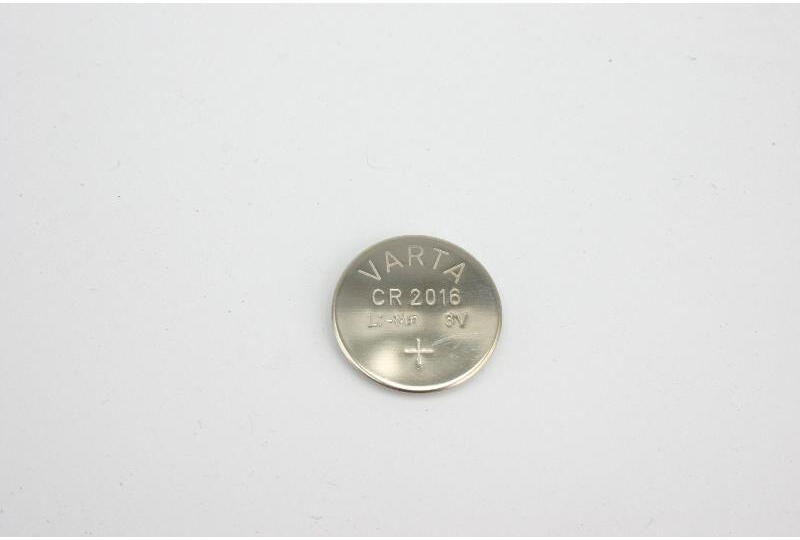 VARTA
CR 2016
Li-Mn 3V
+